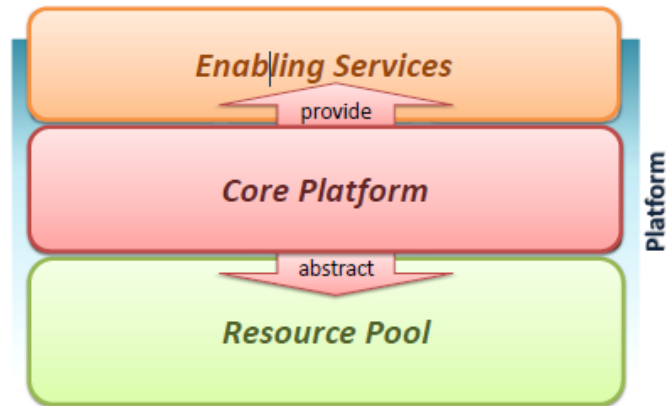 Enabling Services
provide
Core Platform
abstract
Resource Pool
Platform